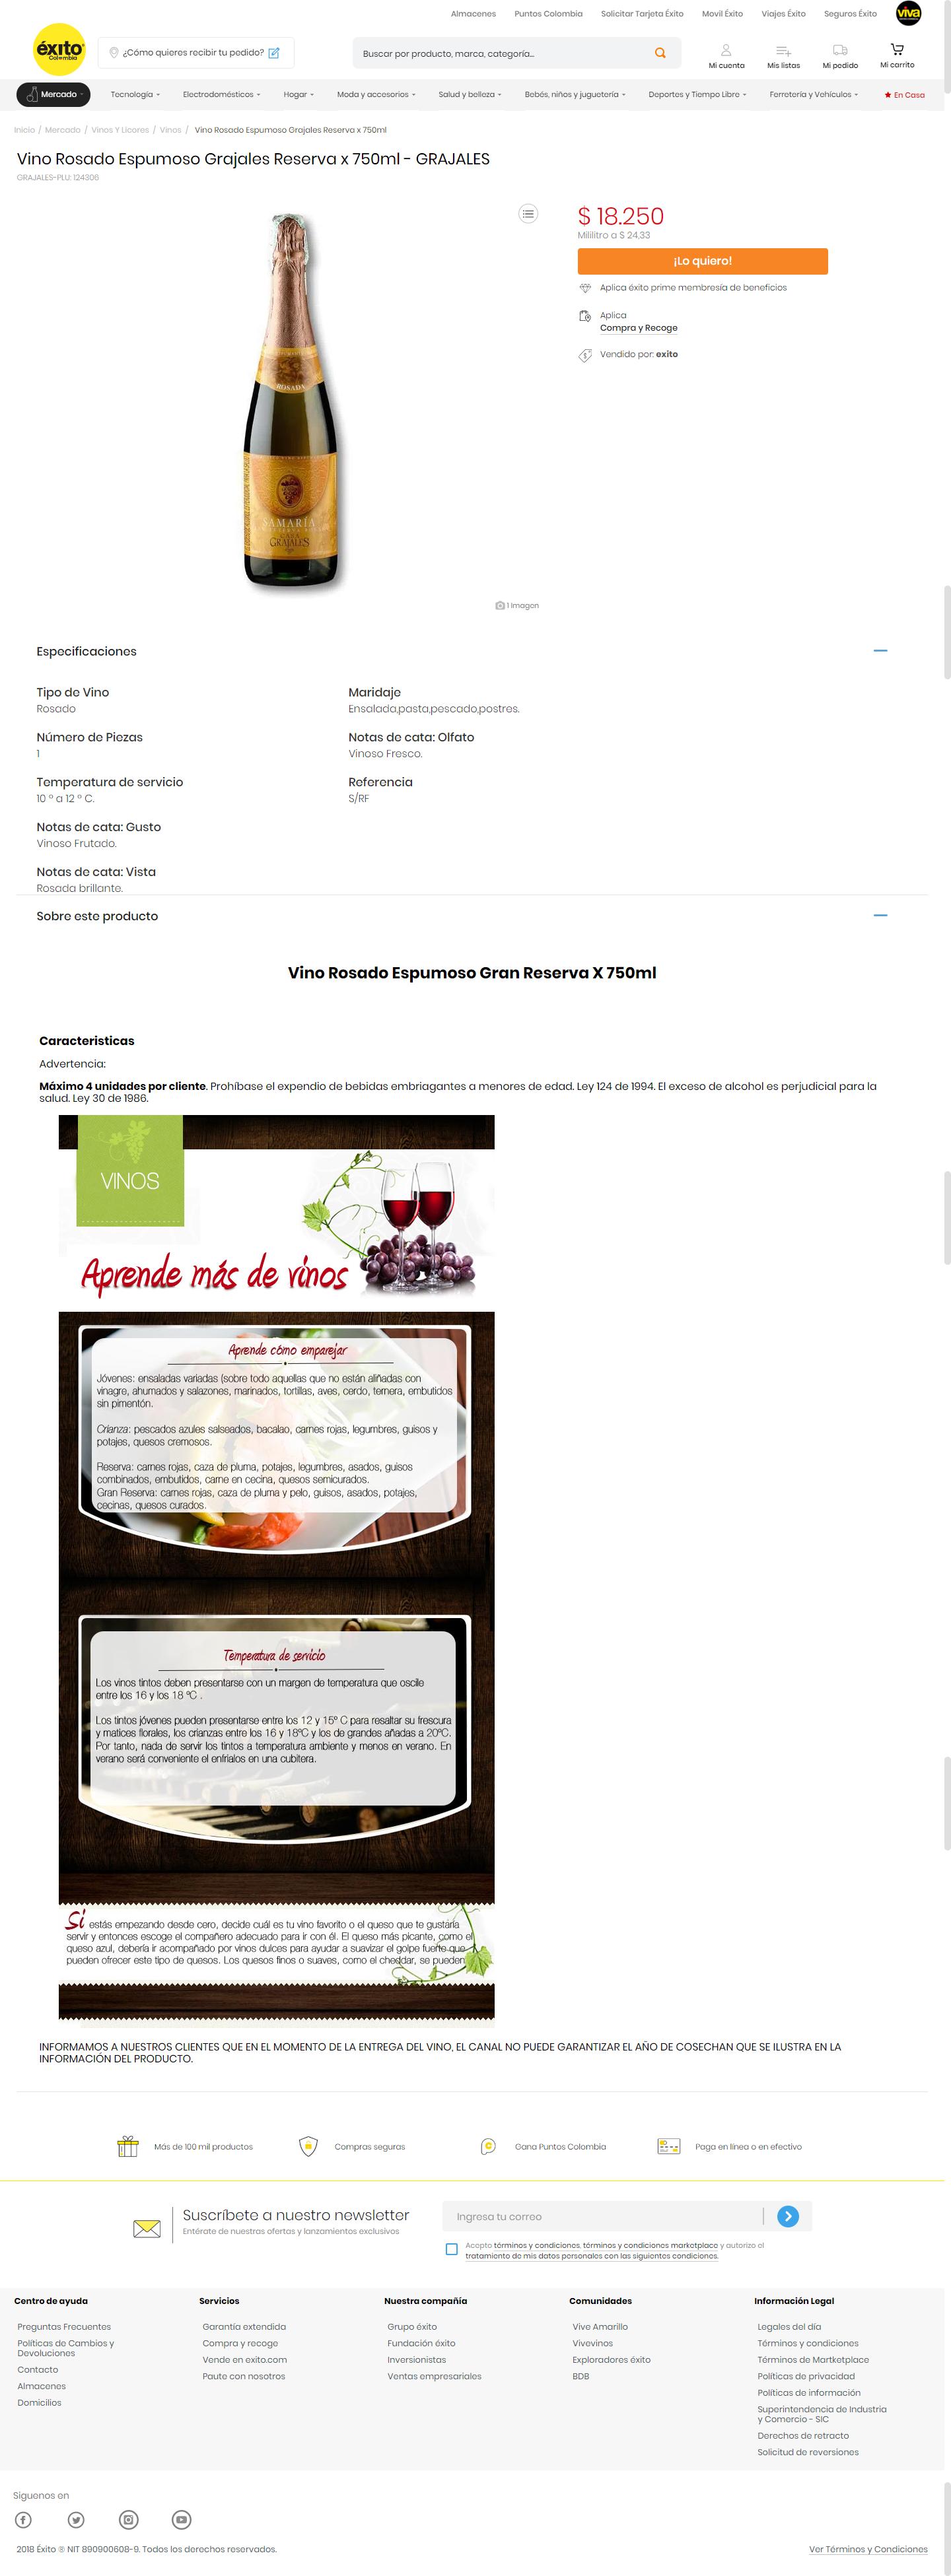 Almacenes Puntos Colombia Solicitar Tarjeta Éxito Movil Éxito Viajes Éxito Seguros Éxito viva
éxito
Colombia
¿Cómo quieres recibir tu pedido?
Buscar por producto, marca, categoría...
Mi cuenta Mis listas Mi pedido Mi carrito
Mercado Tecnología Electrodomésticos Hogar Moda y accesorios Salud y belleza Bebés, niños y juguetería Deportes y Tiempo Libre Ferretería y Vehículos En Casa
Inicio / Mercado / Vinos Y Licores / Vinos / Vino Rosado Espumoso Grajales Reserva x 750ml
Vino Rosado Espumoso Grajales Reserva x 750ml - GRAJALES
GRAJALES-PLU: 124306
$ 18.250
Mililitro a $ 24,33
¡Lo quiero!
Aplica éxito prime membresía de beneficios
Aplica
Compra y Recoge
Vendido por: exito
ROSADA
SAMARIA
CASA
GRAJALES
1 imagen
Especificaciones
Tipo de Vino
Rosado
Número de Piezas
1
Temperatura de servicio
10 º a 12 º C.
Notas de cata: Gusto
Vinoso Frutado.
Notas de cata: Vista
Rosada brillante.
Maridaje
Ensalada,pasta,pescado,postres.
Notas de cata: Olfato
Vinoso Fresco.
Referencia
S/RF
Sobre este producto
Vino Rosado Espumoso Gran Reserva X 750ml
Caracteristicas
Advertencia:
Máximo 4 unidades por cliente. Prohíbase el expendio de bebidas embriagantes a menores de edad. Ley 124 de 1994. El exceso de alcohol es perjudicial para la
salud. Ley 30 de 1986.
VINOS
Aprende más de vinos
Aprende cómo emparejar
Jóvenes: ensaladas variadas (sobre todo aquellas que no están aliñadas con
vinagre, ahumados y salazones, marinados, tortillas, aves, cerdo, ternera, embutidos
sin pimentón.
Crianza: pescados azules salseados, bacalao, carnes rojas, legumbres, guisos y
potajes, quesos cremosos.
Reserva: carnes rojas, caza de pluma, potajes, legumbres, asados, guisos
combinados, embutidos, carne en cecina, quesos semicurados.
Gran Reserva: carnes rojas, caza de pluma y pelo, guisos, asados, potajes,
cecinas, quesos curados.
Temperatura de servicio
Los vinos tintos deben presentarse con un margen de temperatura que oscile
entre los 16 y los 18 ºC .
Los tintos jóvenes pueden presentarse entre los 12 y 15º C para resaltar su frescura
y matices florales, los crianzas entre los 16 y 18ºC y los de grandes añadas a 20ºC.
Por tanto, nada de servir los tintos a temperatura ambiente y menos en verano. En
verano será conveniente el enfriarlos en una cubitera.
Si estás empezando desde cero, decide cuál es tu vino favorito o el queso que te gustaría
servir y entonces escoge el compañero adecuado para ir con él. El queso más picante, como el
queso azul, debería ir acompañado por vinos dulces para ayudar a suavizar el golpe fuerte que
pueden ofrecer este tipo de quesos. Los quesos finos o suaves, como el cheddar, se pueden
INFORMAMOS A NUESTROS CLIENTES QUE EN EL MOMENTO DE LA ENTREGA DEL VINO, EL CANAL NO PUEDE GARANTIZAR EL AÑO DE COSECHAN QUE SE ILUSTRA EN LA
INFORMACIÓN DEL PRODUCTO.
Más de 100 mil productos Compras seguras Gana Puntos Colombia Paga en línea o en efectivo
Suscríbete a nuestro newsletter
Entérate de nuestras ofertas y lanzamientos exclusivos
Ingresa tu correo
Acepto términos y condiciones, términos y condiciones marketplace y autorizo el
tratamiento de mis datos personales con las siguientes condiciones.
Centro de ayuda
Preguntas Frecuentes
Políticas de Cambios y
Devoluciones
Contacto
Almacenes
Domicilios
Servicios
Garantía extendida
Compra y recoge
Vende en exito.com
Paute con nosotros
Nuestra compañía
Grupo éxito
Fundación éxito
Inversionistas
Ventas empresariales
Comunidades
Vive Amarillo
Vivevinos
Exploradores éxito
BDB
Información Legal
Legales del día
Términos y condiciones
Términos de Martketplace
Políticas de privacidad
Políticas de información
Superintendencia de Industria
y Comercio - SIC
Derechos de retracto
Solicitud de reversiones
Síguenos en
2018 Éxito ® NIT 890900608-9. Todos los derechos reservados.
Ver Términos y Condiciones